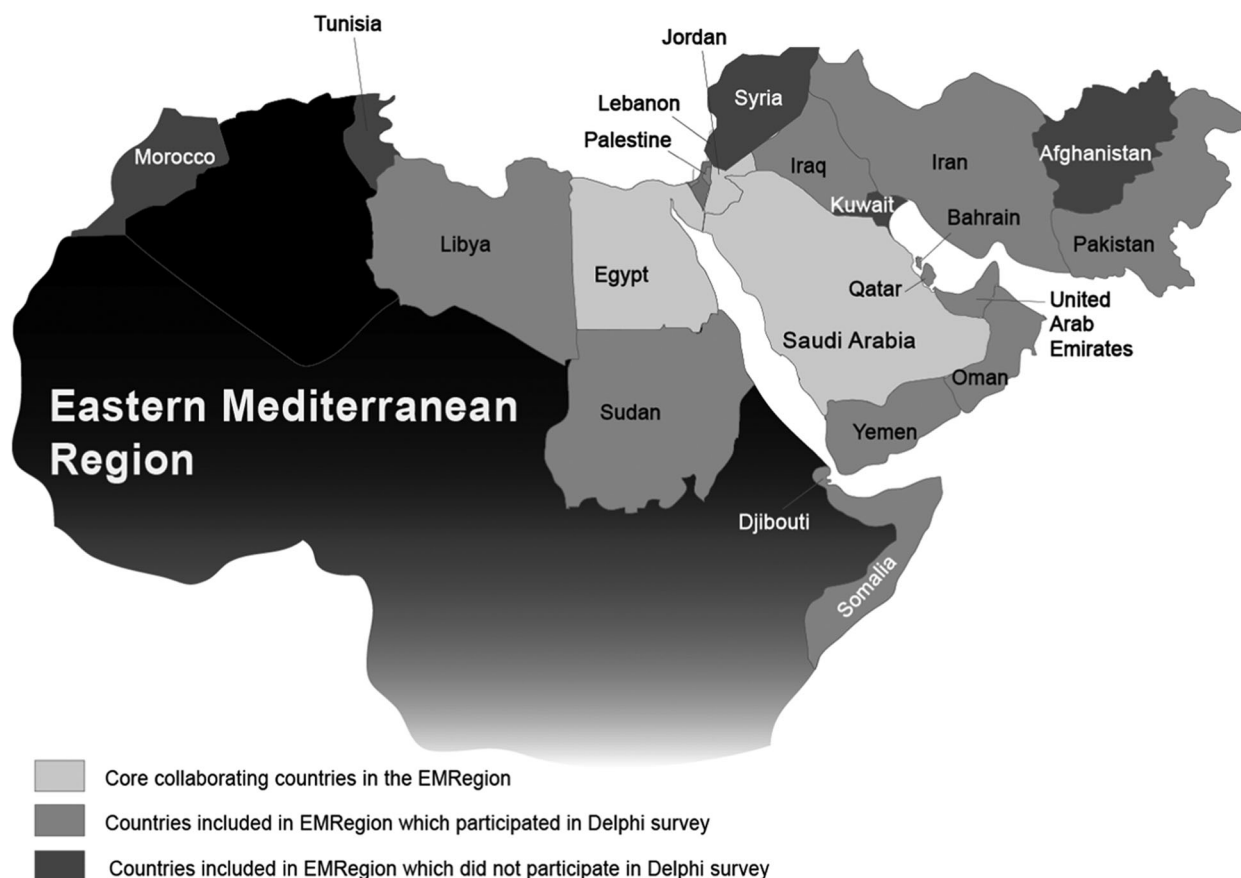 Tunisia
Jordan
Lebanon
Palestine
Syria
Morocco
Iraq
Iran
Afghanistan
Kuwait
Bahrain
Pakistan
Libya
Egypt
Qatar
United
Arab
Emirates
Saudi Arabia
Oman
Eastern Mediterranean
Region
Sudan
Yemen
Djibouti
Somalia
Core collaborating countries in the EMRegion
Countries included in EMRegion which participated in Delphi survey
Countries included in EMRegion which did not participate in Delphi survey